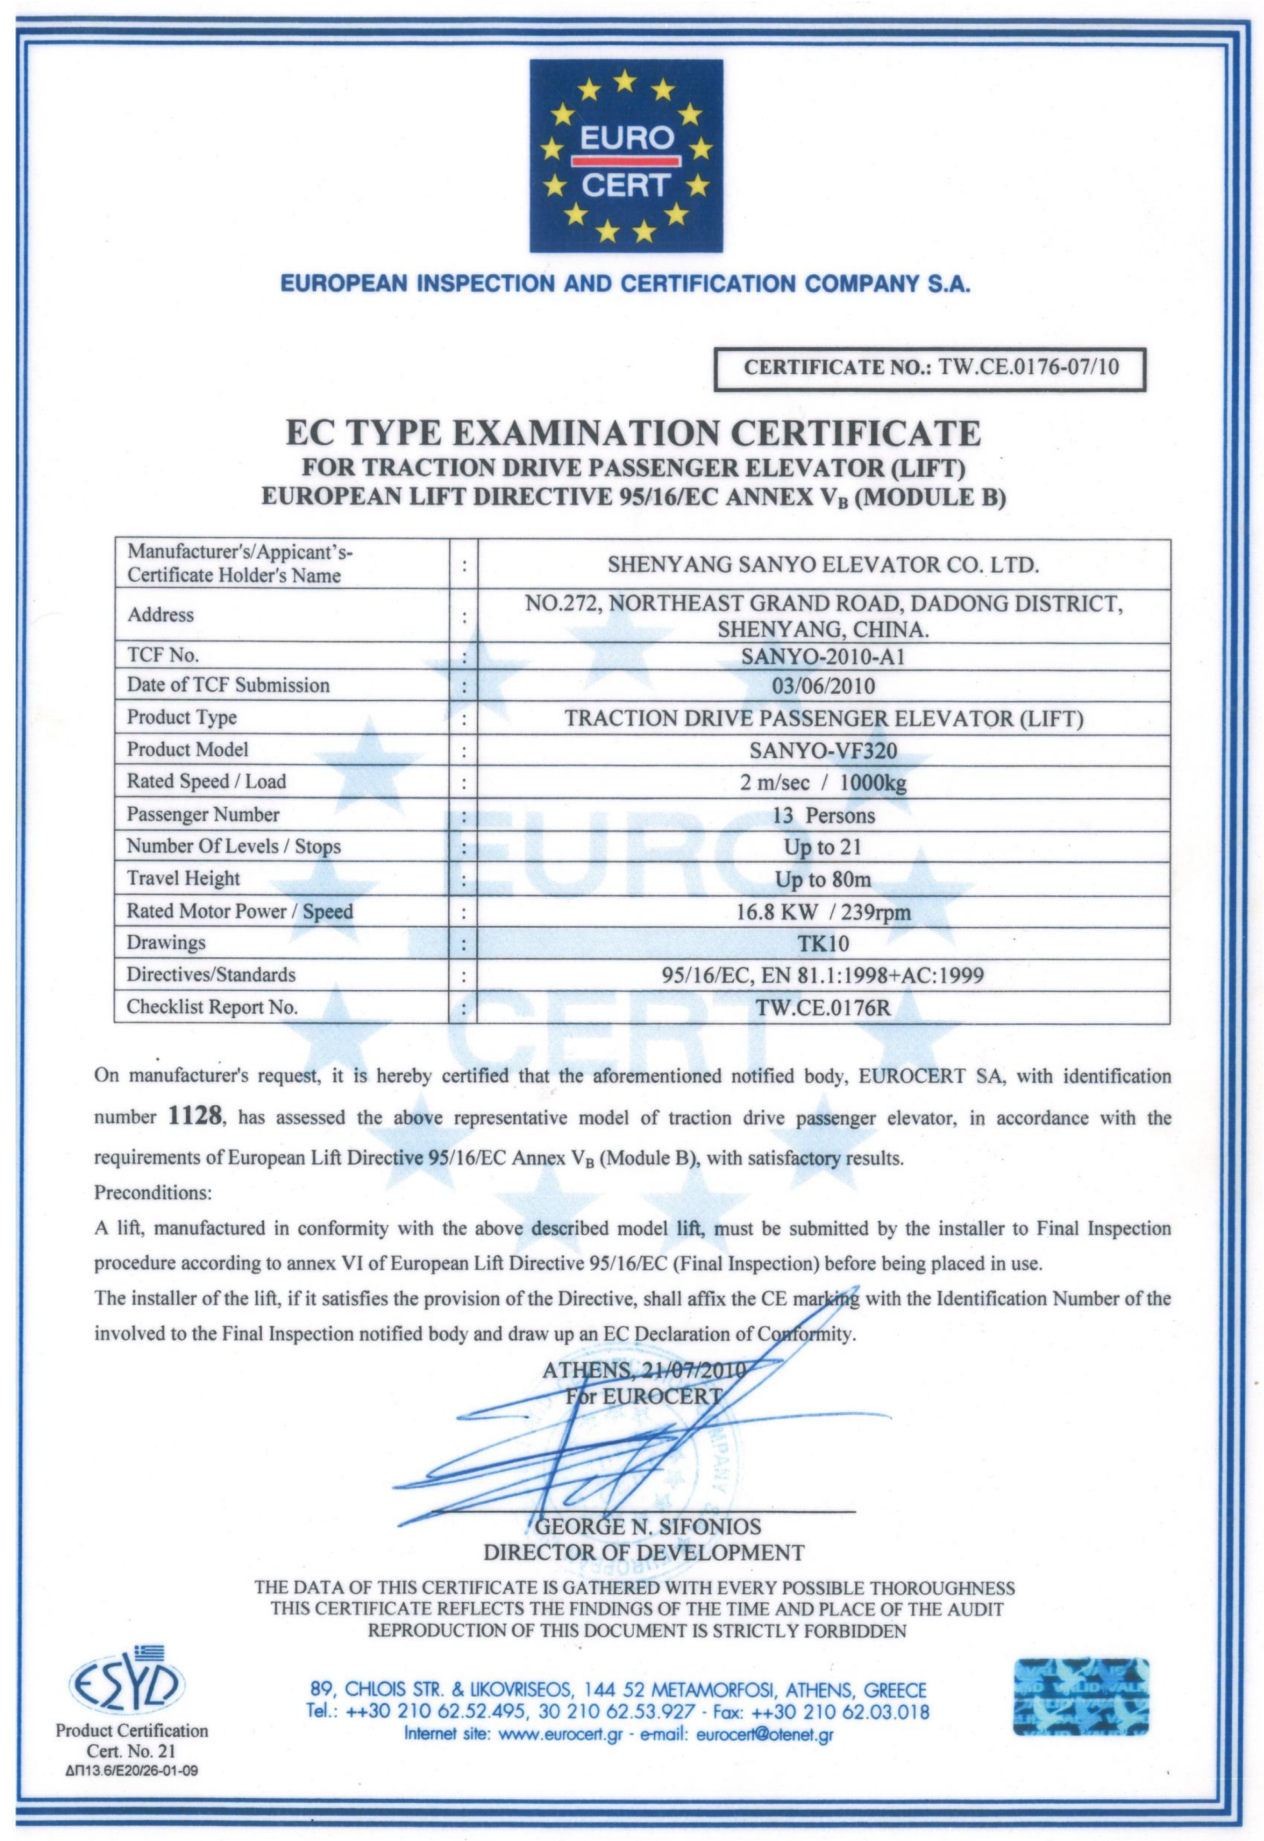 EURO
CERT
EUROPEAN INSPECTION AND CERTIFICATION COMPANY S.A.
CERTIFICATE NO.: TW.CE.0176-07/10
EC TYPE EXAMINATION CERTIFICATE
FOR TRACTION DRIVE PASSENGER ELEVATOR (LIFT)
EUROPEAN LIFT DIRECTIVE 95/16/EC ANNEX VB (MODULE B)
Manufacturer's/Appicant's-
Certificate Holder's Name : SHENYANG SANYO ELEVATOR CO. LTD.
Address : NO.272, NORTHEAST GRAND ROAD, DADONG DISTRICT,
SHENYANG, CHINA.
TCF No. : SANYO-2010-A1
Date of TCF Submission : 03/06/2010
Product Type : TRACTION DRIVE PASSENGER ELEVATOR (LIFT)
Product Model : SANYO-VF320
Rated Speed / Load : 2 m/sec / 1000kg
Passenger Number : 13 Persons
Number Of Levels / Stops : Up to 21
Travel Height : Up to 80m
Rated Motor Power / Speed : 16.8 KW / 239rpm
Drawings : TK10
Directives/Standards : 95/16/EC, EN 81.1:1998+AC:1999
Checklist Report No. : TW.CE.0176R
EURO
CERT
On manufacturer's request, it is hereby certified that the aforementioned notified body, EUROCERT SA, with identification
number 1128, has assessed the above representative model of traction drive passenger elevator, in accordance with the
requirements of European Lift Directive 95/16/EC Annex VB (Module B), with satisfactory results.
Preconditions:
A lift, manufactured in conformity with the above described model lift, must be submitted by the installer to Final Inspection
procedure according to annex VI of European Lift Directive 95/16/EC (Final Inspection) before being placed in use.
The installer of the lift, if it satisfies the provision of the Directive, shall affix the CE marking with the Identification Number of the
involved to the Final Inspection notified body and draw up an EC Declaration of Conformity.
ATHENS, 21/07/2010
For EUROCERT
GEORGE N. SIFONIOS
DIRECTOR OF DEVELOPMENT
THE DATA OF THIS CERTIFICATE IS GATHERED WITH EVERY POSSIBLE THOROUGHNESS
THIS CERTIFICATE REFLECTS THE FINDINGS OF THE TIME AND PLACE OF THE AUDIT
REPRODUCTION OF THIS DOCUMENT IS STRICTLY FORBIDDEN
ΕΣΥD
Product Certification
Cert. No. 21
ΔΠ13.6/E20/26-01-09
89, CHLOIS STR. & LIKOVRISEOS, 144 52 METAMORFOSI, ATHENS, GREECE
Tel.: ++30 210 62.52.495, 30 210 62.53.927 - Fax: ++30 210 62.03.018
Internet site: www.eurocert.gr - e-mail: eurocert@otenet.gr
VALID